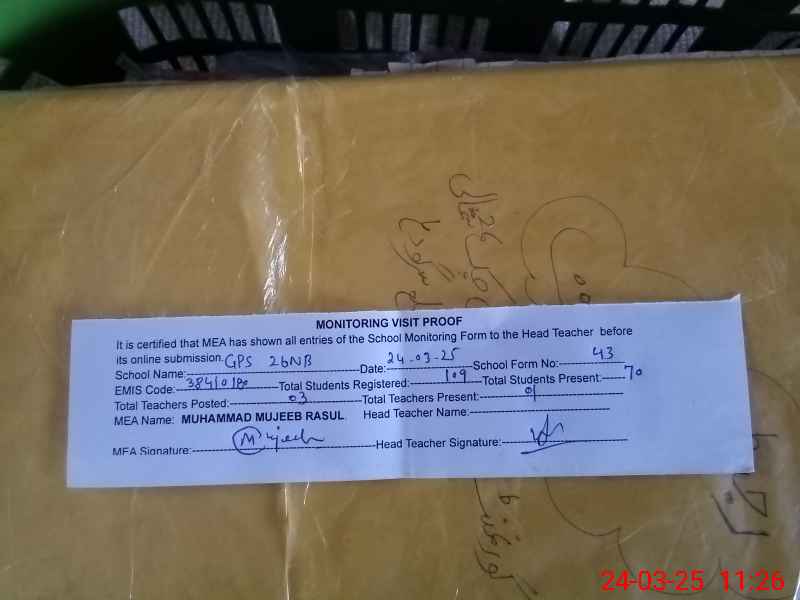 MONITORING VISIT PROOF
It is certified that MEA has shown all entries of the School Monitoring Form to the Head Teacher before
its online submission.
School Name: GPS 26NB Date: 24-03-25 School Form No: 43
EMIS Code: 38410180 Total Students Registered: 109 Total Students Present: 70
Total Teachers Posted: 03 Total Teachers Present: 01
MEA Name: MUHAMMAD MUJEEB RASUL Head Teacher Name:
MEA Signature: Mujeeb Head Teacher Signature:
24-03-25 11:26